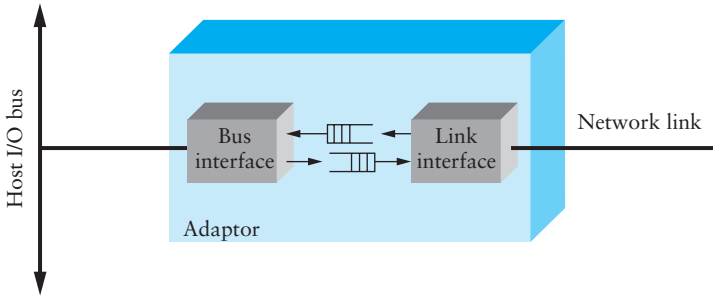 Host I/O bus
Bus
interface
Link
interface
Network link
Adaptor